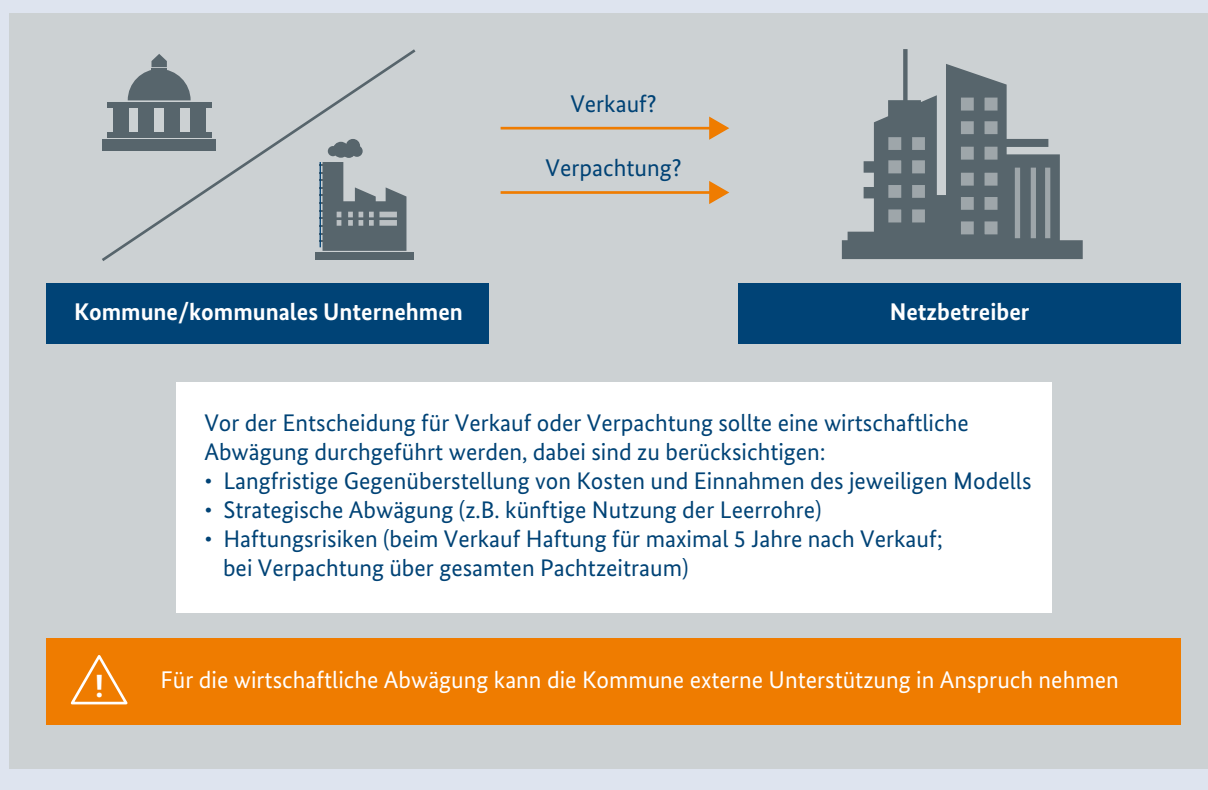 Verkauf?
Verpachtung?
Kommune/kommunales Unternehmen
Netzbetreiber
Vor der Entscheidung für Verkauf oder Verpachtung sollte eine wirtschaftliche
Abwägung durchgeführt werden, dabei sind zu berücksichtigen:
• Langfristige Gegenüberstellung von Kosten und Einnahmen des jeweiligen Modells
• Strategische Abwägung (z.B. künftige Nutzung der Leerrohre)
• Haftungsrisiken (beim Verkauf Haftung für maximal 5 Jahre nach Verkauf;
bei Verpachtung über gesamten Pachtzeitraum)
Für die wirtschaftliche Abwägung kann die Kommune externe Unterstützung in Anspruch nehmen